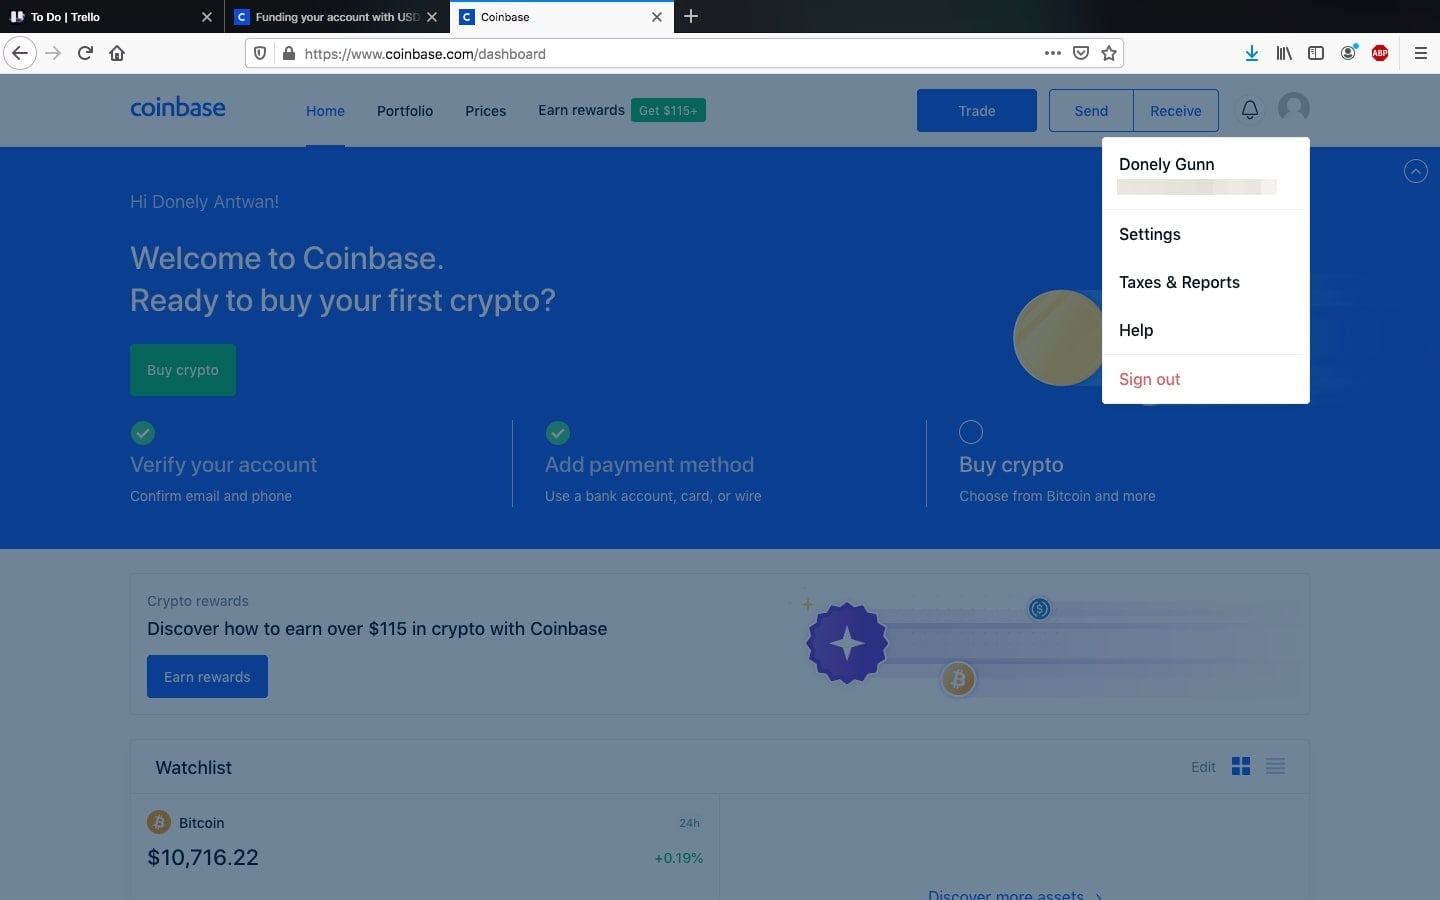 To Do | Trello
Funding your account with USD
Coinbase
https://www.coinbase.com/dashboard
ABP
coinbase
Home
Portfolio
Prices
Earn rewards
Get $115+
Trade
Send
Receive
Donely Gunn
Settings
Taxes & Reports
Help
Sign out
Hi Donely Antwan!
Welcome to Coinbase.
Ready to buy your first crypto?
Buy crypto
Verify your account
Confirm email and phone
Add payment method
Use a bank account, card, or wire
Buy crypto
Choose from Bitcoin and more
Crypto rewards
Discover how to earn over $115 in crypto with Coinbase
Earn rewards
Watchlist
Edit
Bitcoin
24h
$10,716.22
+0.19%
Discover more assets